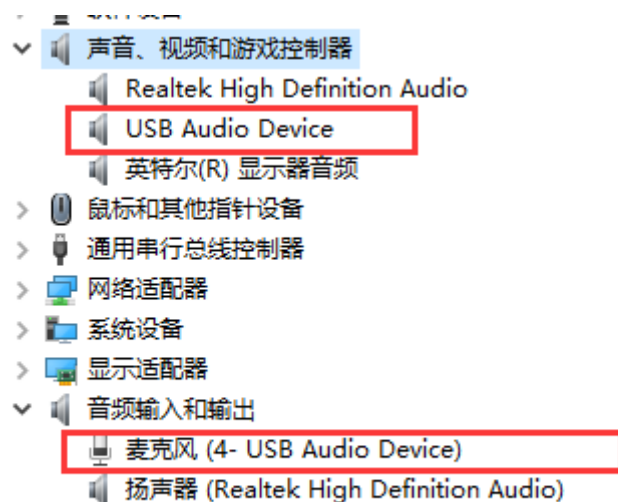 声音、视频和游戏控制器
Realtek High Definition Audio
USB Audio Device
英特尔(R) 显示器音频
鼠标和其他指针设备
通用串行总线控制器
网络适配器
系统设备
显示适配器
音频输入和输出
麦克风 (4- USB Audio Device)
扬声器 (Realtek High Definition Audio)